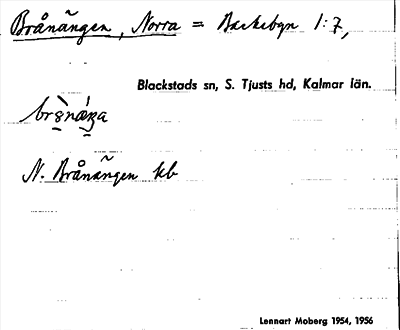 Brånängen, Norra = Backebyn 1:7,
Blackstads sn, S. Tjusts hd, Kalmar län.
N. Brånängen kb
Lennart Moberg 1954, 1956